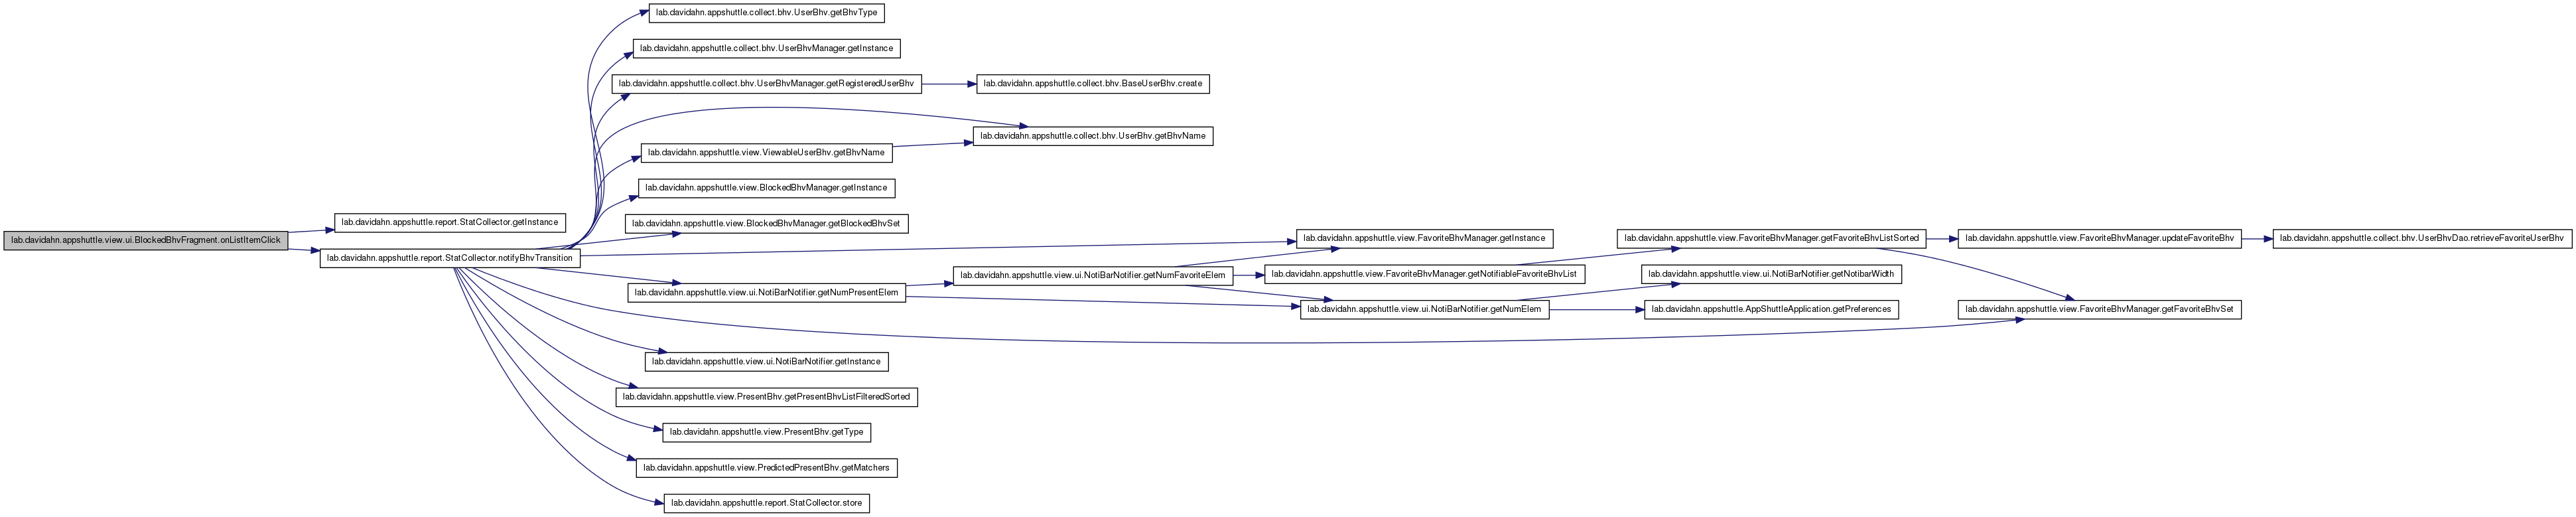 lab.davidahn.appshuttle.view.ui.BlockedBhvFragment.onListItemClick
lab.davidahn.appshuttle.report.StatCollector.getInstance
lab.davidahn.appshuttle.report.StatCollector.notifyBhvTransition
lab.davidahn.appshuttle.collect.bhv.UserBhv.getBhvType
lab.davidahn.appshuttle.collect.bhv.UserBhvManager.getInstance
lab.davidahn.appshuttle.collect.bhv.UserBhvManager.getRegisteredUserBhv
lab.davidahn.appshuttle.view.ViewableUserBhv.getBhvName
lab.davidahn.appshuttle.view.BlockedBhvManager.getInstance
lab.davidahn.appshuttle.view.BlockedBhvManager.getBlockedBhvSet
lab.davidahn.appshuttle.view.ui.NotiBarNotifier.getNumPresentElem
lab.davidahn.appshuttle.view.ui.NotiBarNotifier.getInstance
lab.davidahn.appshuttle.view.PresentBhv.getPresentBhvListFilteredSorted
lab.davidahn.appshuttle.view.PresentBhv.getType
lab.davidahn.appshuttle.view.PredictedPresentBhv.getMatchers
lab.davidahn.appshuttle.report.StatCollector.store
lab.davidahn.appshuttle.collect.bhv.BaseUserBhv.create
lab.davidahn.appshuttle.collect.bhv.UserBhv.getBhvName
lab.davidahn.appshuttle.view.ui.NotiBarNotifier.getNumFavoriteElem
lab.davidahn.appshuttle.view.FavoriteBhvManager.getInstance
lab.davidahn.appshuttle.view.FavoriteBhvManager.getNotifiableFavoriteBhvList
lab.davidahn.appshuttle.view.ui.NotiBarNotifier.getNumElem
lab.davidahn.appshuttle.view.FavoriteBhvManager.getFavoriteBhvListSorted
lab.davidahn.appshuttle.view.ui.NotiBarNotifier.getNotibarWidth
lab.davidahn.appshuttle.AppShuttleApplication.getPreferences
lab.davidahn.appshuttle.view.FavoriteBhvManager.updateFavoriteBhv
lab.davidahn.appshuttle.view.FavoriteBhvManager.getFavoriteBhvSet
lab.davidahn.appshuttle.collect.bhv.UserBhvDao.retrieveFavoriteUserBhv